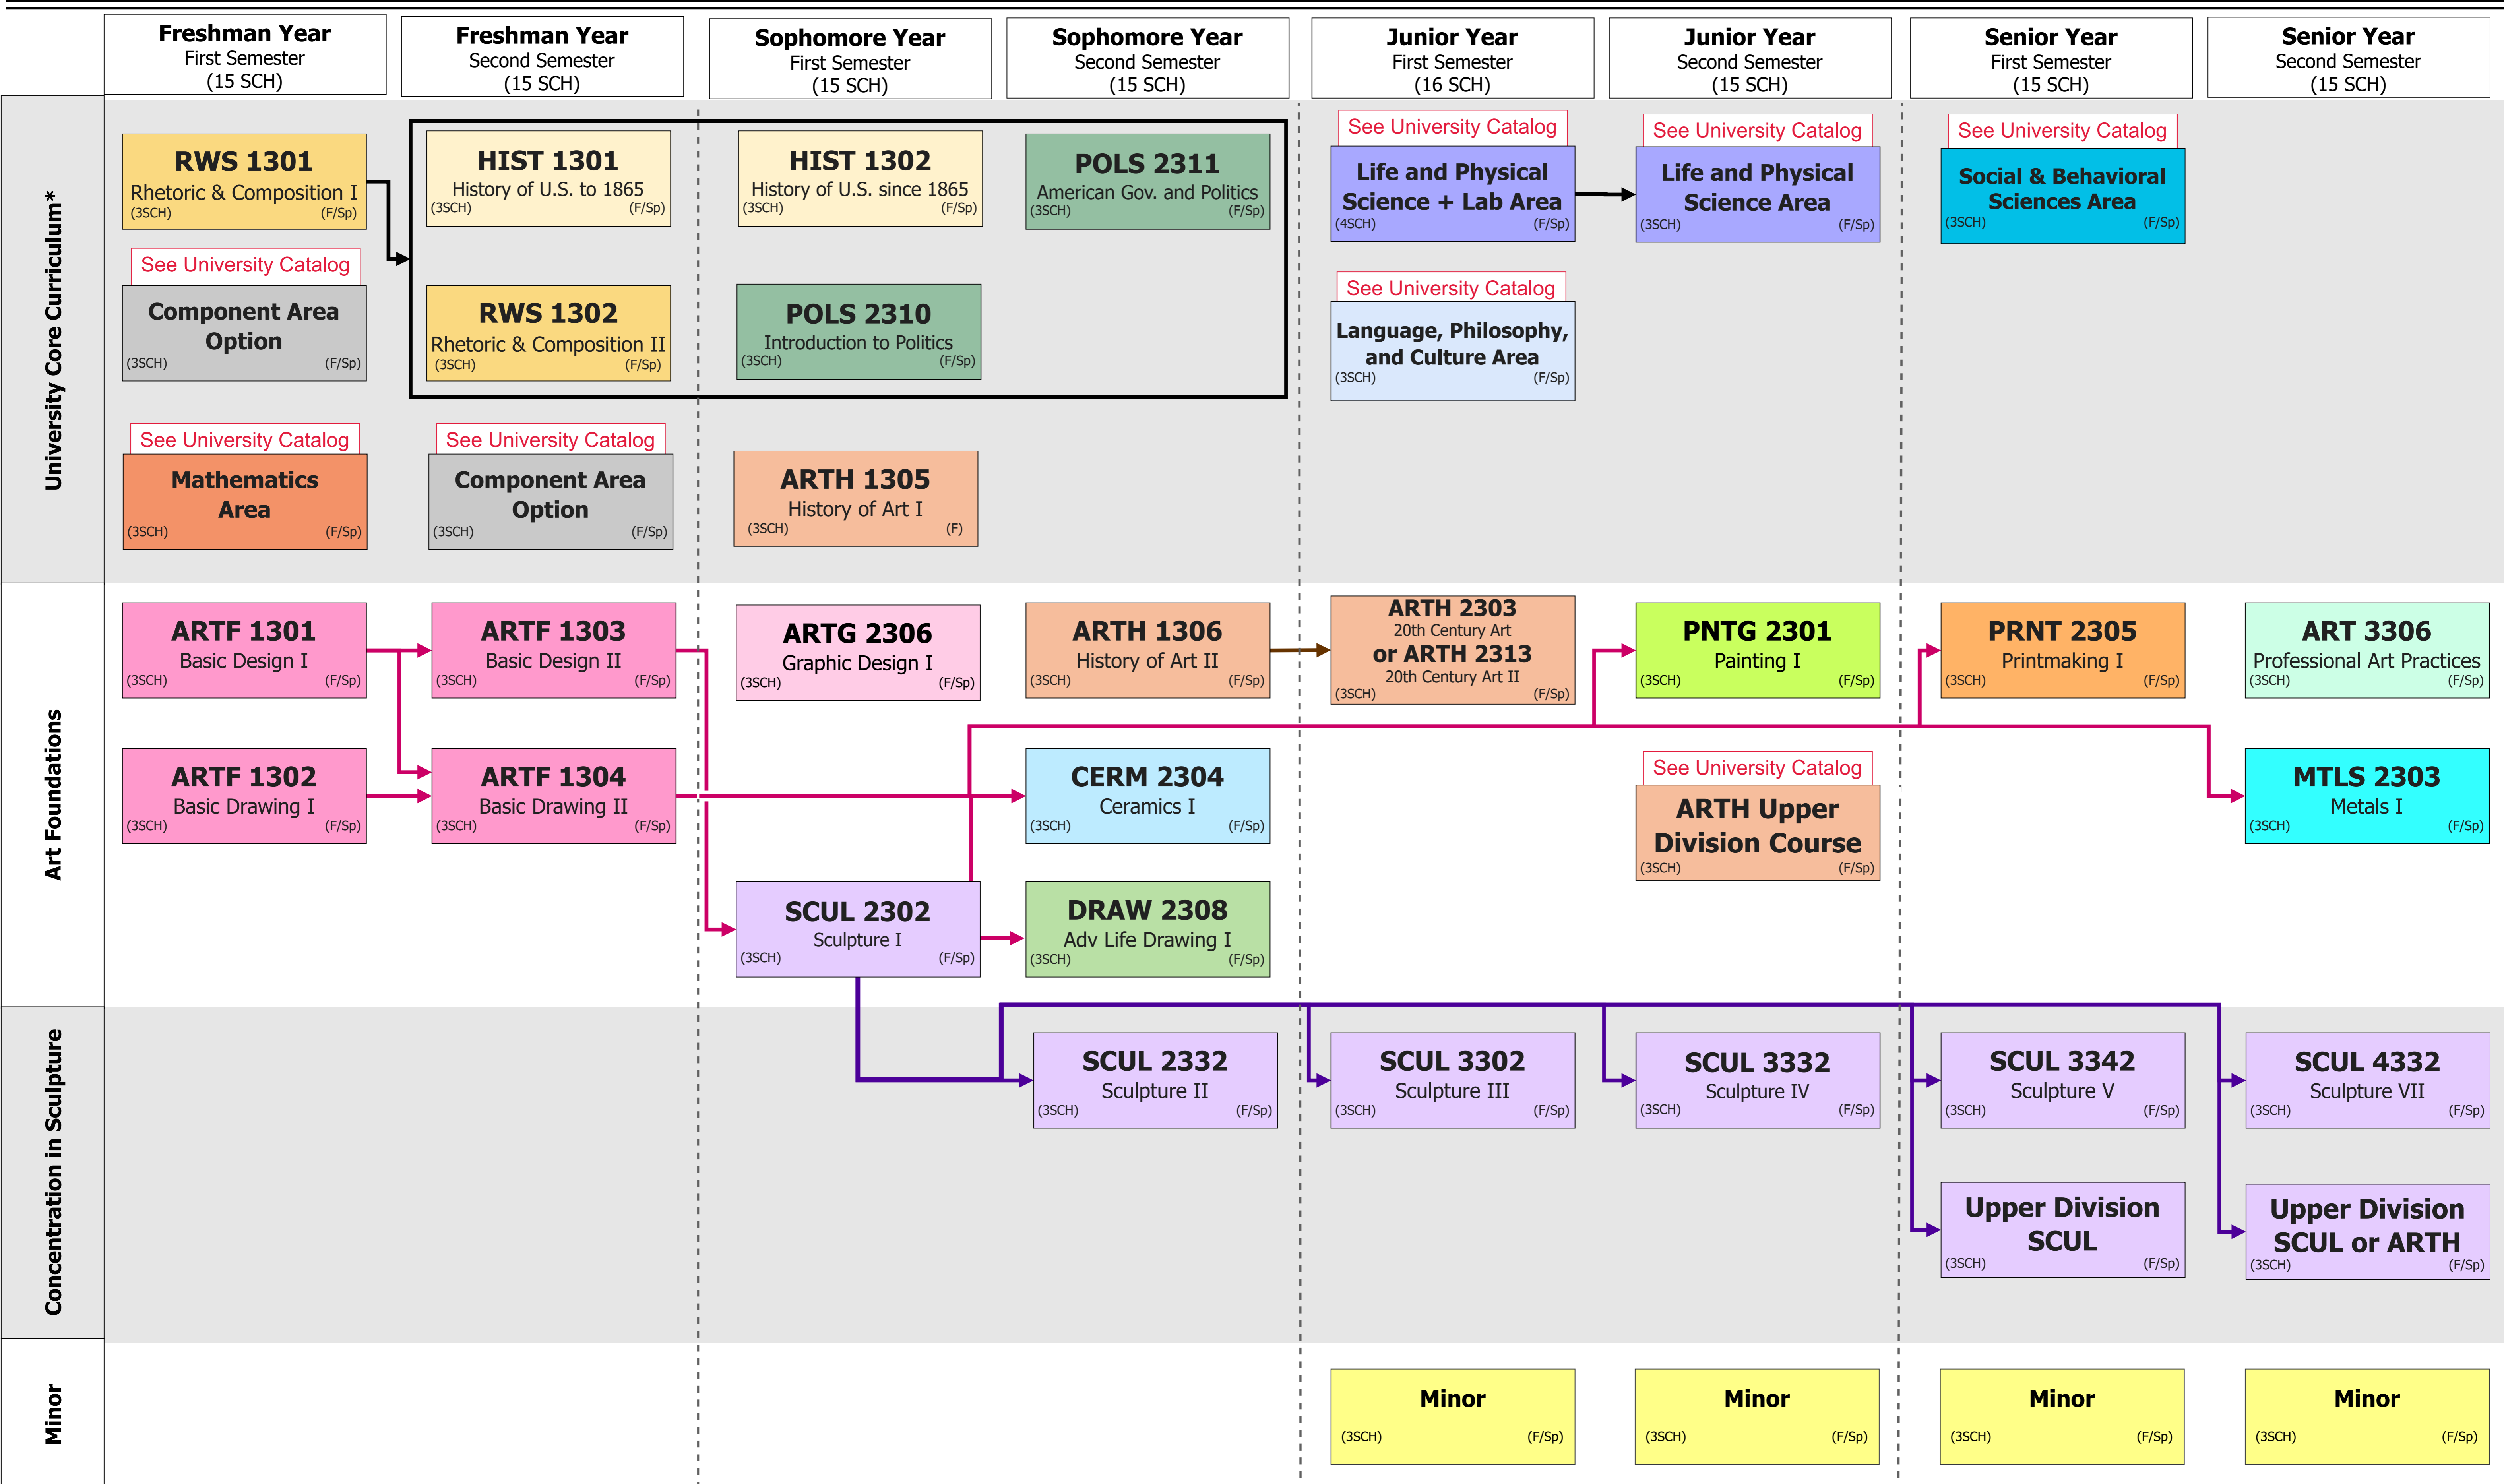 Freshman Year
First Semester
(15 SCH)
Freshman Year
Second Semester
(15 SCH)
Sophomore Year
First Semester
(15 SCH)
Sophomore Year
Second Semester
(15 SCH)
Junior Year
First Semester
(16 SCH)
Junior Year
Second Semester
(15 SCH)
Senior Year
First Semester
(15 SCH)
Senior Year
Second Semester
(15 SCH)
University Core Curriculum*
RWS 1301
Rhetoric & Composition I
(3SCH) (F/Sp)
HIST 1301
History of U.S. to 1865
(3SCH) (F/Sp)
HIST 1302
History of U.S. since 1865
(3SCH) (F/Sp)
POLS 2311
American Gov. and Politics
(3SCH) (F/Sp)
See University Catalog
Life and Physical
Science + Lab Area
(4SCH) (F/Sp)
See University Catalog
Life and Physical
Science Area
(3SCH) (F/Sp)
See University Catalog
Social & Behavioral
Sciences Area
(3SCH) (F/Sp)
See University Catalog
Component Area
Option
(3SCH) (F/Sp)
RWS 1302
Rhetoric & Composition II
(3SCH) (F/Sp)
POLS 2310
Introduction to Politics
(3SCH) (F/Sp)
See University Catalog
Language, Philosophy,
and Culture Area
(3SCH) (F/Sp)
See University Catalog
Mathematics
Area
(3SCH) (F/Sp)
See University Catalog
Component Area
Option
(3SCH) (F/Sp)
ARTH 1305
History of Art I
(3SCH) (F)
Art Foundations
ARTF 1301
Basic Design I
(3SCH) (F/Sp)
ARTF 1303
Basic Design II
(3SCH) (F/Sp)
ARTG 2306
Graphic Design I
(3SCH) (F/Sp)
ARTH 1306
History of Art II
(3SCH) (F/Sp)
ARTH 2303
20th Century Art
or ARTH 2313
20th Century Art II
(3SCH) (F/Sp)
PNTG 2301
Painting I
(3SCH) (F/Sp)
PRNT 2305
Printmaking I
(3SCH) (F/Sp)
ART 3306
Professional Art Practices
(3SCH) (F/Sp)
ARTF 1302
Basic Drawing I
(3SCH) (F/Sp)
ARTF 1304
Basic Drawing II
(3SCH) (F/Sp)
CERM 2304
Ceramics I
(3SCH) (F/Sp)
See University Catalog
ARTH Upper
Division Course
(3SCH) (F/Sp)
MTLS 2303
Metals I
(3SCH) (F/Sp)
SCUL 2302
Sculpture I
(3SCH) (F/Sp)
DRAW 2308
Adv Life Drawing I
(3SCH) (F/Sp)
Concentration in Sculpture
SCUL 2332
Sculpture II
(3SCH) (F/Sp)
SCUL 3302
Sculpture III
(3SCH) (F/Sp)
SCUL 3332
Sculpture IV
(3SCH) (F/Sp)
SCUL 3342
Sculpture V
(3SCH) (F/Sp)
SCUL 4332
Sculpture VII
(3SCH) (F/Sp)
Upper Division
SCUL
(3SCH) (F/Sp)
Upper Division
SCUL or ARTH
(3SCH) (F/Sp)
Minor
Minor
(3SCH) (F/Sp)
Minor
(3SCH) (F/Sp)
Minor
(3SCH) (F/Sp)
Minor
(3SCH) (F/Sp)